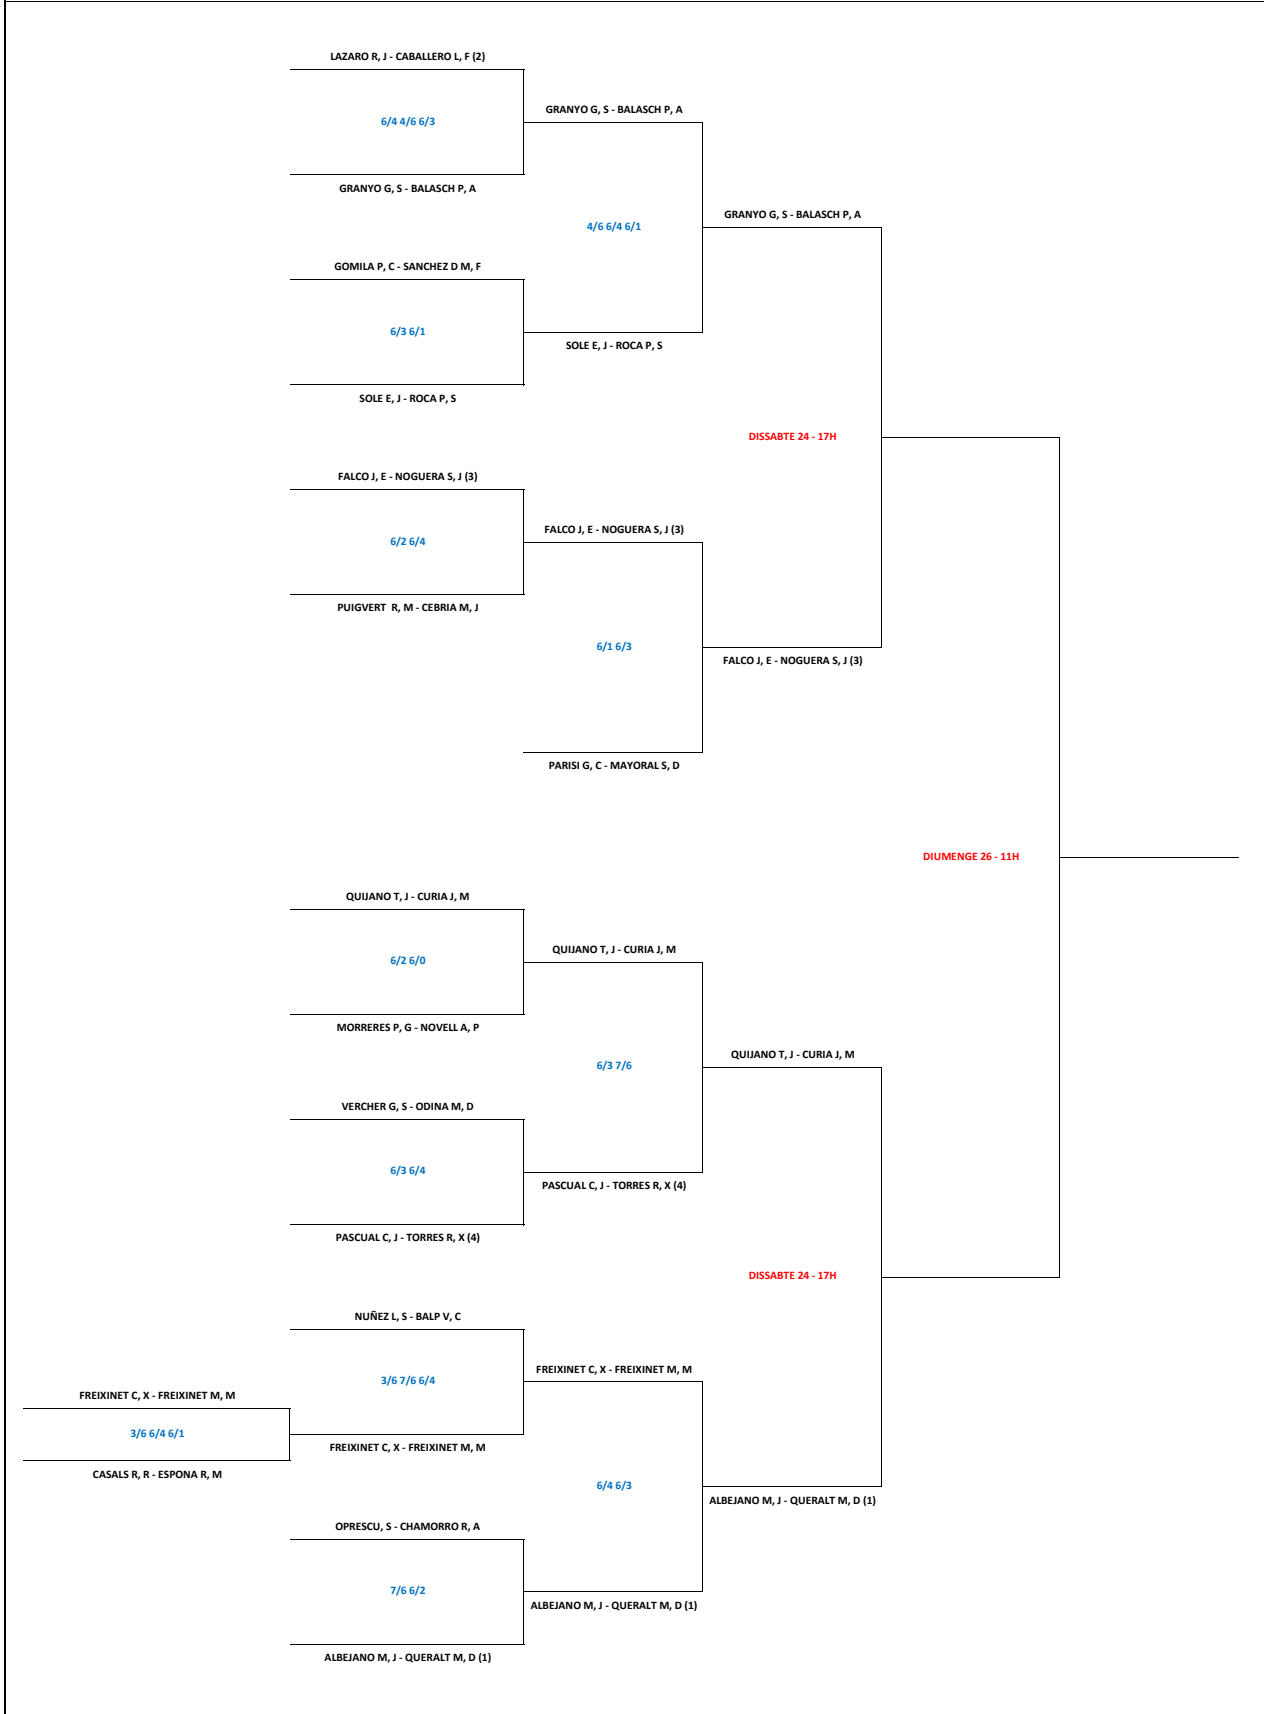 LAZARO R, J - CABALLERO L, F (2)
GRANYO G, S - BALASCH P, A
6/4 4/6 6/3
GRANYO G, S - BALASCH P, A
GRANYO G, S - BALASCH P, A
4/6 6/4 6/1
GOMILA P, C - SANCHEZ D M, F
6/3 6/1
SOLE E, J - ROCA P, S
SOLE E, J - ROCA P, S
DISSABTE 24 - 17H
FALCO J, E - NOGUERA S, J (3)
FALCO J, E - NOGUERA S, J (3)
6/2 6/4
PUIGVERT  R, M - CEBRIA M, J
6/1 6/3
FALCO J, E - NOGUERA S, J (3)
PARISI G, C - MAYORAL S, D
DIUMENGE 26 - 11H
QUIJANO T, J - CURIA J, M
QUIJANO T, J - CURIA J, M
6/2 6/0
MORRERES P, G - NOVELL A, P
QUIJANO T, J - CURIA J, M
6/3 7/6
VERCHER G, S - ODINA M, D
6/3 6/4
PASCUAL C, J - TORRES R, X (4)
PASCUAL C, J - TORRES R, X (4)
DISSABTE 24 - 17H
NUÑEZ L, S - BALP V, C
FREIXINET C, X - FREIXINET M, M
3/6 7/6 6/4
FREIXINET C, X - FREIXINET M, M
3/6 6/4 6/1
FREIXINET C, X - FREIXINET M, M
CASALS R, R - ESPONA R, M
6/4 6/3
ALBEJANO M, J - QUERALT M, D (1)
OPRESCU, S - CHAMORRO R, A
7/6 6/2
ALBEJANO M, J - QUERALT M, D (1)
ALBEJANO M, J - QUERALT M, D (1)